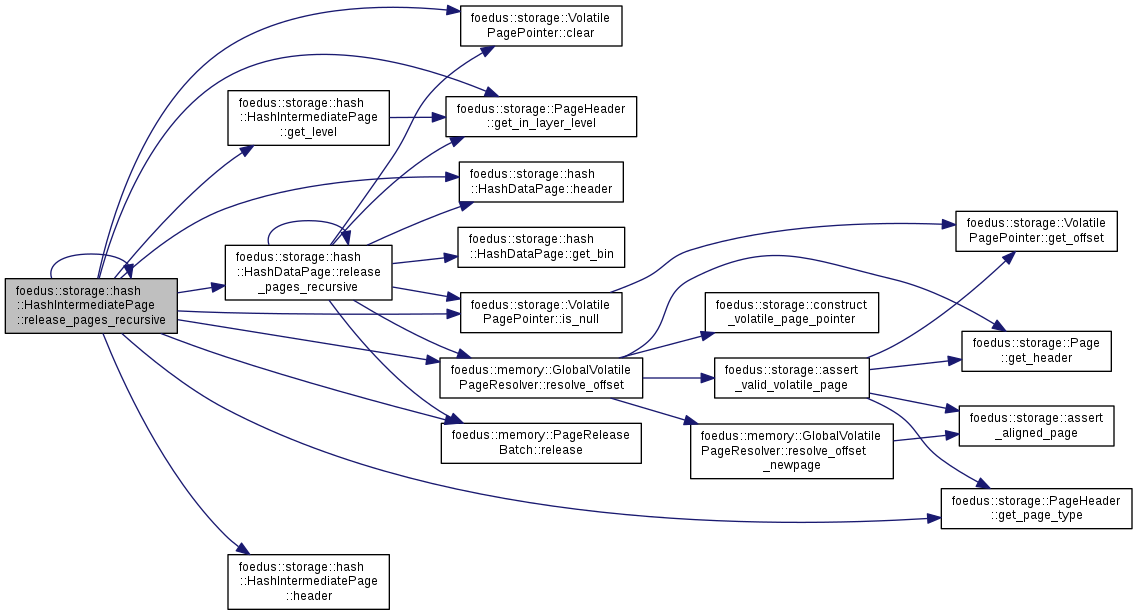 foedus::storage::hash
::HashIntermediatePage
::release_pages_recursive
foedus::storage::Volatile
PagePointer::clear
foedus::storage::hash
::HashIntermediatePage
::get_level
foedus::storage::PageHeader
::get_in_layer_level
foedus::storage::hash
::HashDataPage::header
foedus::storage::hash
::HashDataPage::release
_pages_recursive
foedus::storage::hash
::HashDataPage::get_bin
foedus::storage::Volatile
PagePointer::is_null
foedus::storage::Volatile
PagePointer::get_offset
foedus::storage::construct
_volatile_page_pointer
foedus::storage::Page
::get_header
foedus::memory::GlobalVolatile
PageResolver::resolve_offset
foedus::storage::assert
_valid_volatile_page
foedus::storage::assert
_aligned_page
foedus::memory::PageRelease
Batch::release
foedus::memory::GlobalVolatile
PageResolver::resolve_offset
_newpage
foedus::storage::PageHeader
::get_page_type
foedus::storage::hash
::HashIntermediatePage
::header